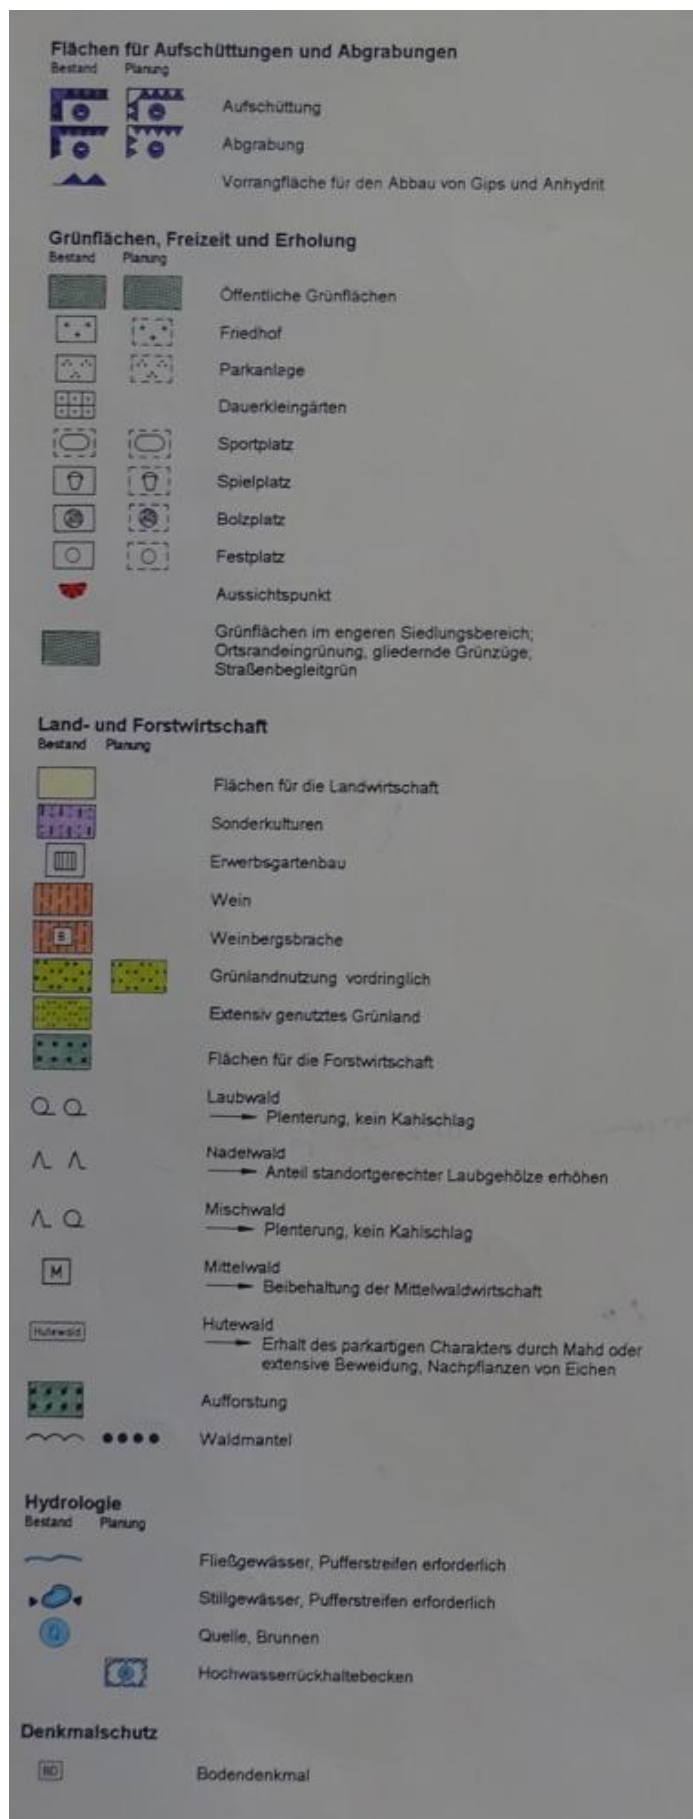 Flächen für Aufschüttungen und Abgrabungen
Bestand Planung
Aufschüttung
Abgrabung
Vorrangfläche für den Abbau von Gips und Anhydrit
Grünflächen, Freizeit und Erholung
Bestand Planung
Öffentliche Grünflächen
Friedhof
Parkanlage
Dauerkleingärten
Sportplatz
Spielplatz
Bolzplatz
Festplatz
Aussichtspunkt
Grünflächen im engeren Siedlungsbereich;
Ortsrandeingrünung, gliedernde Grünzüge,
Straßenbegleitgrün
Land- und Forstwirtschaft
Bestand Planung
Flächen für die Landwirtschaft
Sonderkulturen
Erwerbsgartenbau
Wein
B Weinbergsbrache
Grünlandnutzung vordringlich
Extensiv genutztes Grünland
Flächen für die Forstwirtschaft
Laubwald
Plenterung, kein Kahlschlag
Nadelwald
Anteil standortgerechter Laubgehölze erhöhen
Mischwald
Plenterung, kein Kahlschlag
M Mittelwald
Beibehaltung der Mittelwaldwirtschaft
Hutewald Hutewald
Erhalt des parkartigen Charakters durch Mahd oder
extensive Beweidung, Nachpflanzen von Eichen
Aufforstung
Waldmantel
Hydrologie
Bestand Planung
Fließgewässer, Pufferstreifen erforderlich
Stillgewässer, Pufferstreifen erforderlich
Q Quelle, Brunnen
Hochwasserrückhaltebecken
Denkmalschutz
BD Bodendenkmal